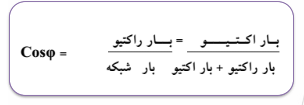 Cosφ = بار اکتیو = بار راکتیو
بار راکتیو + بار اکتیو بار شبکه